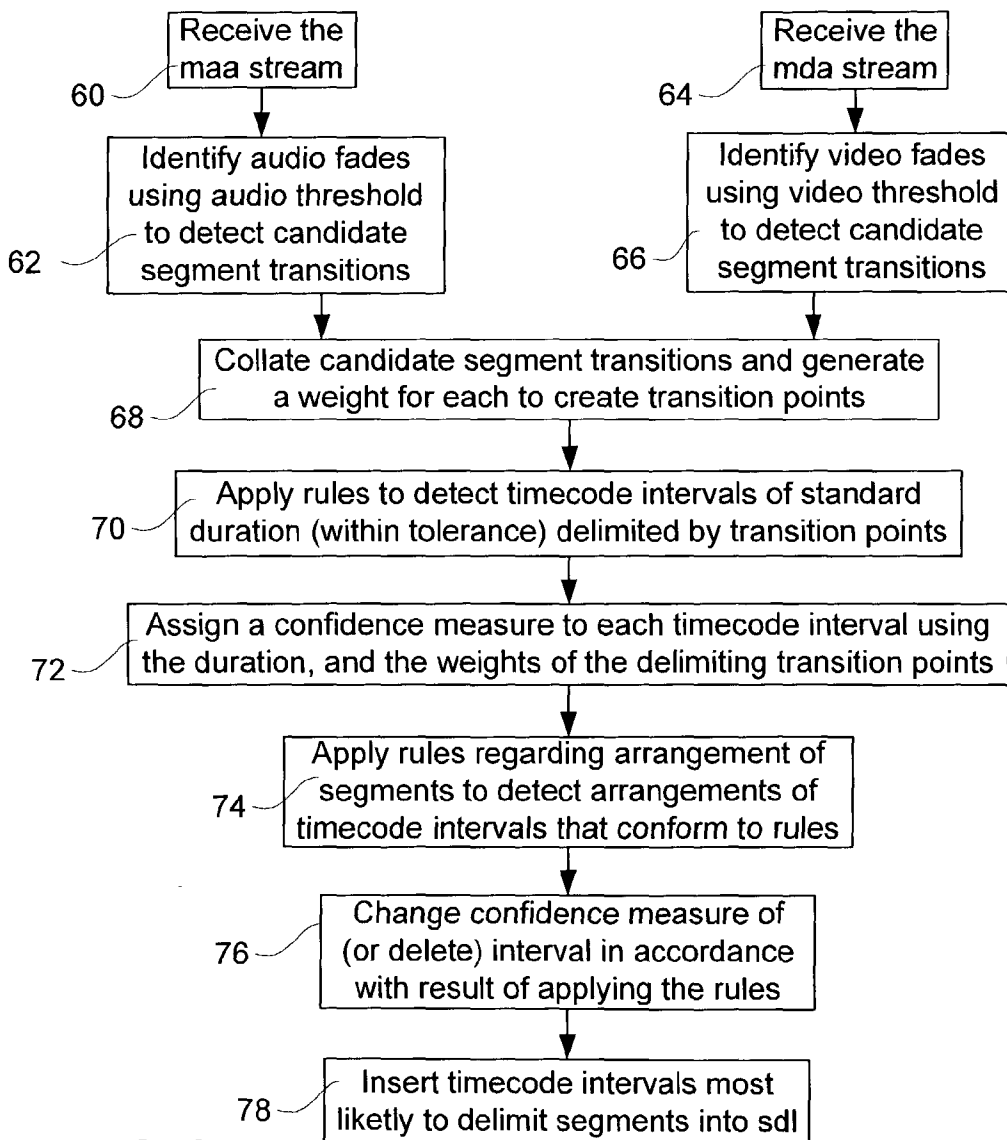 Receive the
maa stream
60
Receive the
mda stream
64
Identify audio fades
using audio threshold
to detect candidate
segment transitions
62
Identify video fades
using video threshold
to detect candidate
segment transitions
66
Collate candidate segment transitions and generate
a weight for each to create transition points
68
Apply rules to detect timecode intervals of standard
duration (within tolerance) delimited by transition points
70
Assign a confidence measure to each timecode interval using
the duration, and the weights of the delimiting transition points
72
Apply rules regarding arrangement of
segments to detect arrangements of
timecode intervals that conform to rules
74
Change confidence measure of
(or delete) interval in accordance
with result of applying the rules
76
Insert timecode intervals most
liketly to delimit segments into sdl
78